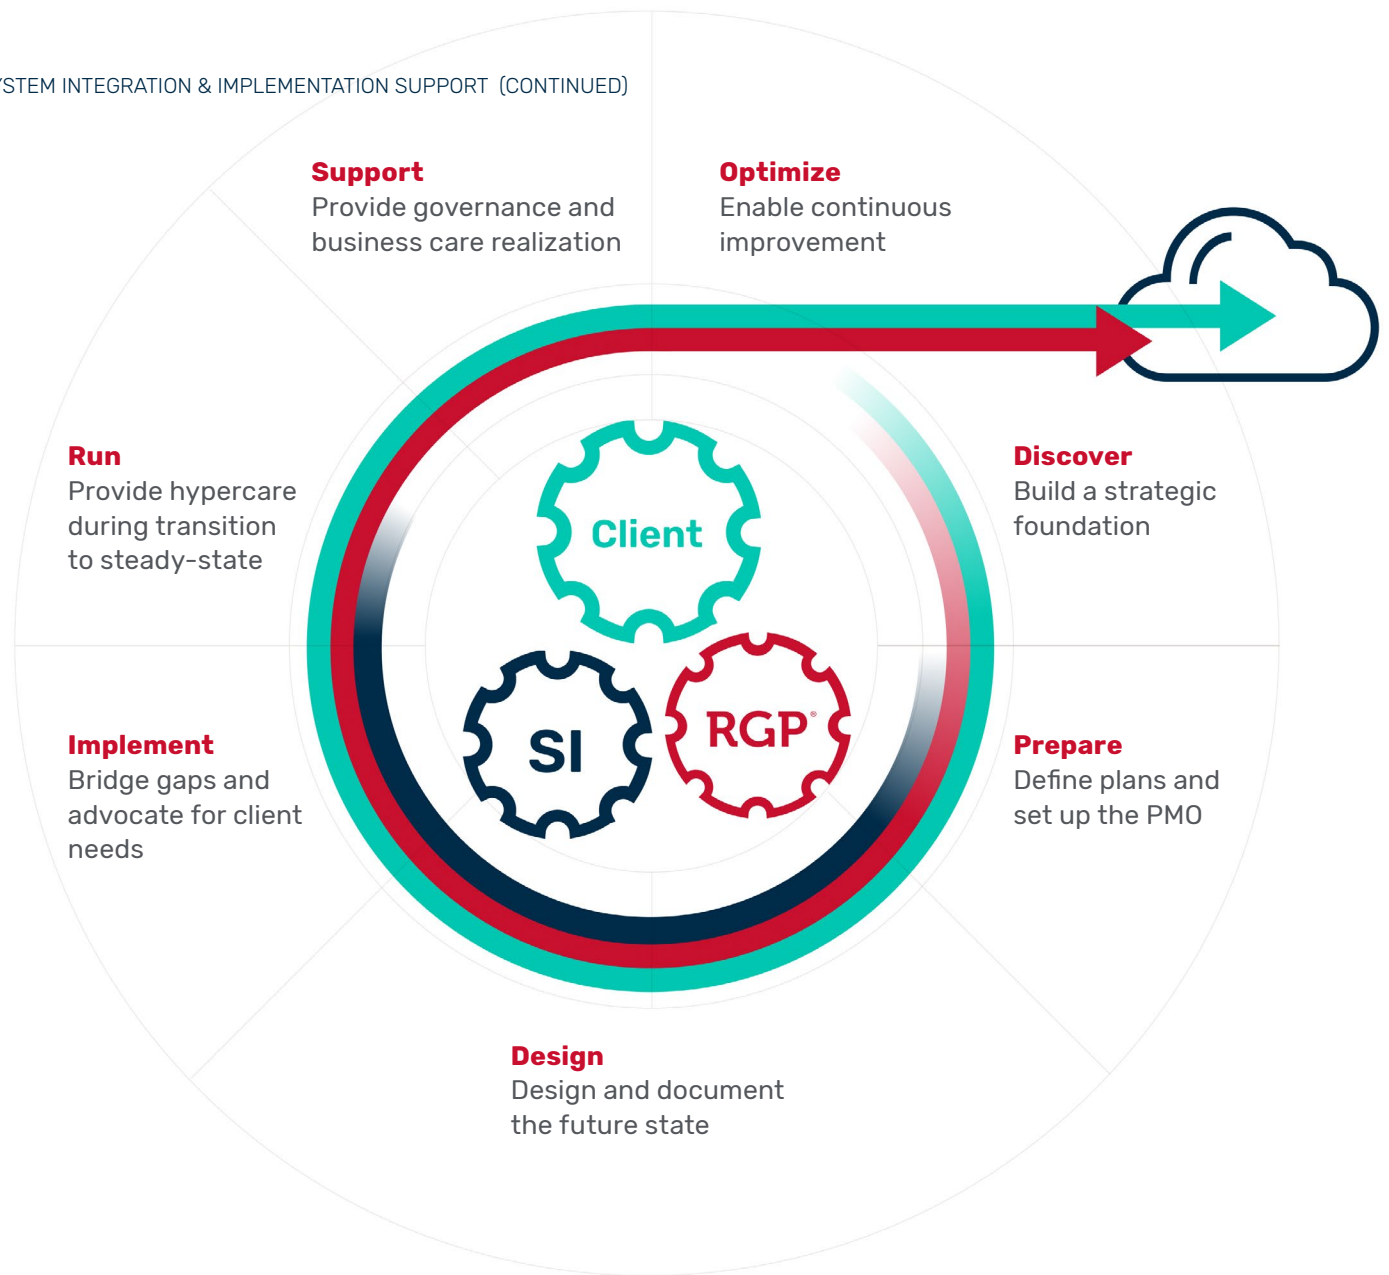 YSTEM INTEGRATION & IMPLEMENTATION SUPPORT (CONTINUED)
Support
Provide governance and
business care realization
Optimize
Enable continuous
improvement
Run
Provide hypercare
during transition
to steady-state
Discover
Build a strategic
foundation
Client
SI
RGP®
Implement
Bridge gaps and
advocate for client
needs
Prepare
Define plans and
set up the PMO
Design
Design and document
the future state